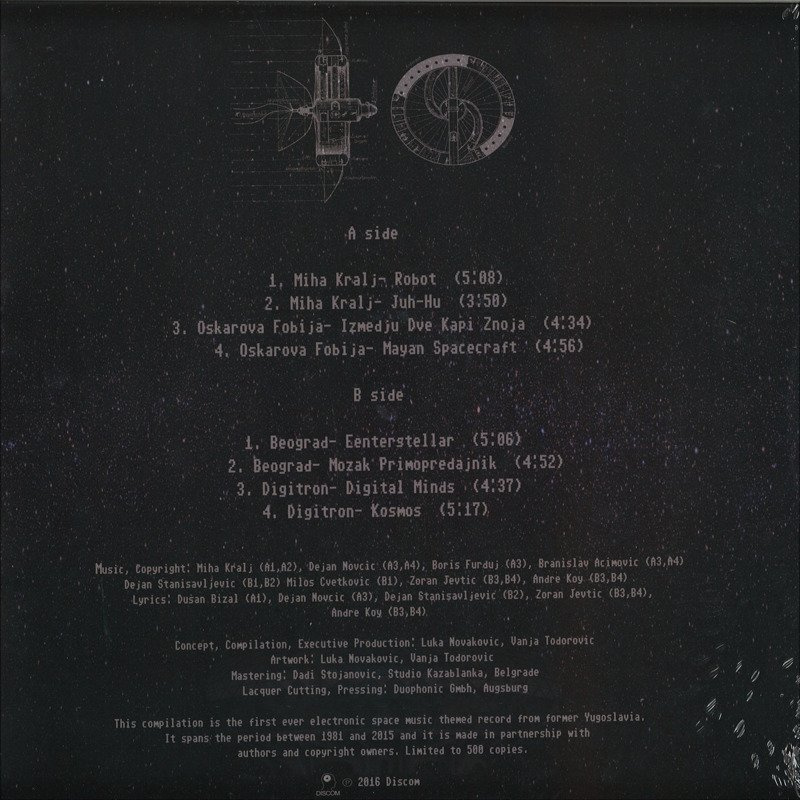 A side
1. Miha Kralj- Robot (5:08)
2. Miha Kralj- Juh-Hu (3:50)
3. Oskarova Fobija- Izmedju Dve Kapi Znoja (4:34)
4. Oskarova Fobija- Mayan Spacecraft (4:56)
B side
1. Beograd- Eenterstellar (5:06)
2. Beograd- Mozak Primopredajnik (4:52)
3. Digitron- Digital Minds (4:37)
4. Digitron- Kosmos (5:17)
Music, Copyright: Miha Kralj (A1,A2), Dejan Novcic (A3,A4), Boris Furduj (A3), Branislav Acimovic (A3,A4)
Dejan Stanisavljevic (B1,B2) Milos Cvetkovic (B1), Zoran Jevtic (B3,B4), Andre Koy (B3,B4)
Lyrics: Dusan Bizal (A1), Dejan Novcic (A3), Dejan Stanisavljevic (B2), Zoran Jevtic (B3,B4),
Andre Koy (B3,B4)
Concept, Compilation, Executive Production: Luka Novakovic, Vanja Todorovic
Artwork: Luka Novakovic, Vanja Todorovic
Mastering: Dadi Stojanovic, Studio Kazablanka, Belgrade
Lacquer Cutting, Pressing: Duophonic Gmbh, Augsburg
This compilation is the first ever electronic space music themed record from former Yugoslavia.
It spans the period between 1981 and 2015 and it is made in partnership with
authors and copyright owners. Limited to 500 copies.
DISCOM ℗ 2016 Discom